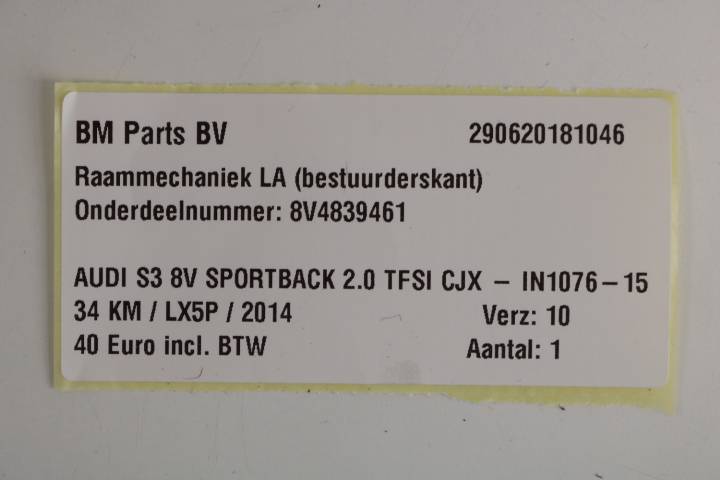 BM Parts BV 290620181046
Raammechaniek LA (bestuurderskant)
Onderdeelnummer: 8V4839461
AUDI S3 8V SPORTBACK 2.0 TFSI CJX – IN1076–15
34 KM / LX5P / 2014 Verz: 10
40 Euro incl. BTW Aantal: 1